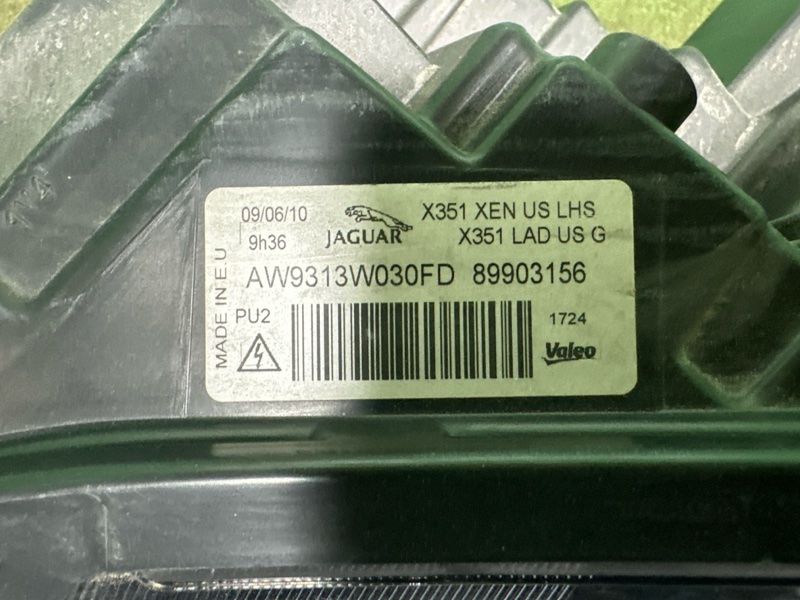 09/06/10
9h36
JAGUAR
X351 XEN US LHS
X351 LAD US G
MADE IN E.U
AW9313W030FD 89903156
PU2
1724
Valeo